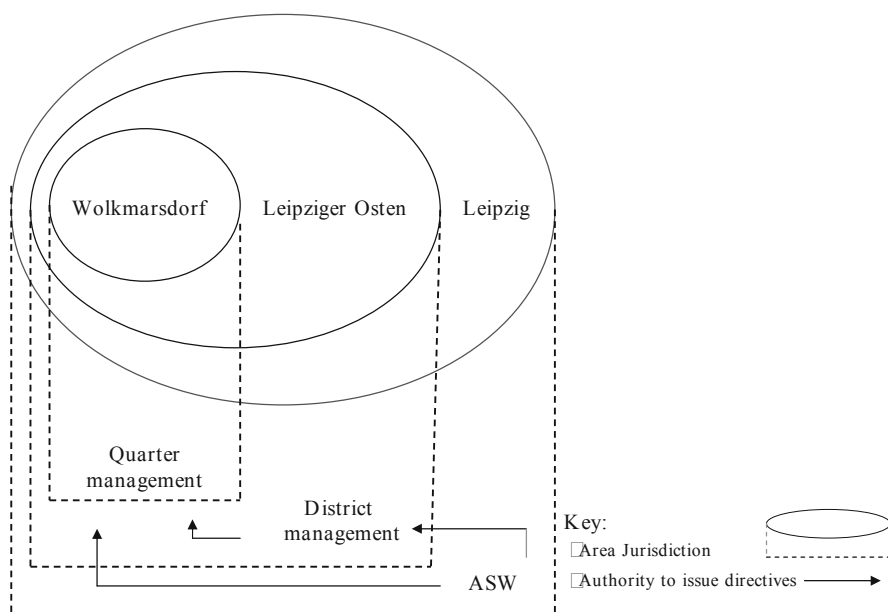 Wolkmarsdorf
Leipziger Osten
Leipzig
Quarter
management
District
management
ASW
Key:
Area Jurisdiction
Authority to issue directives